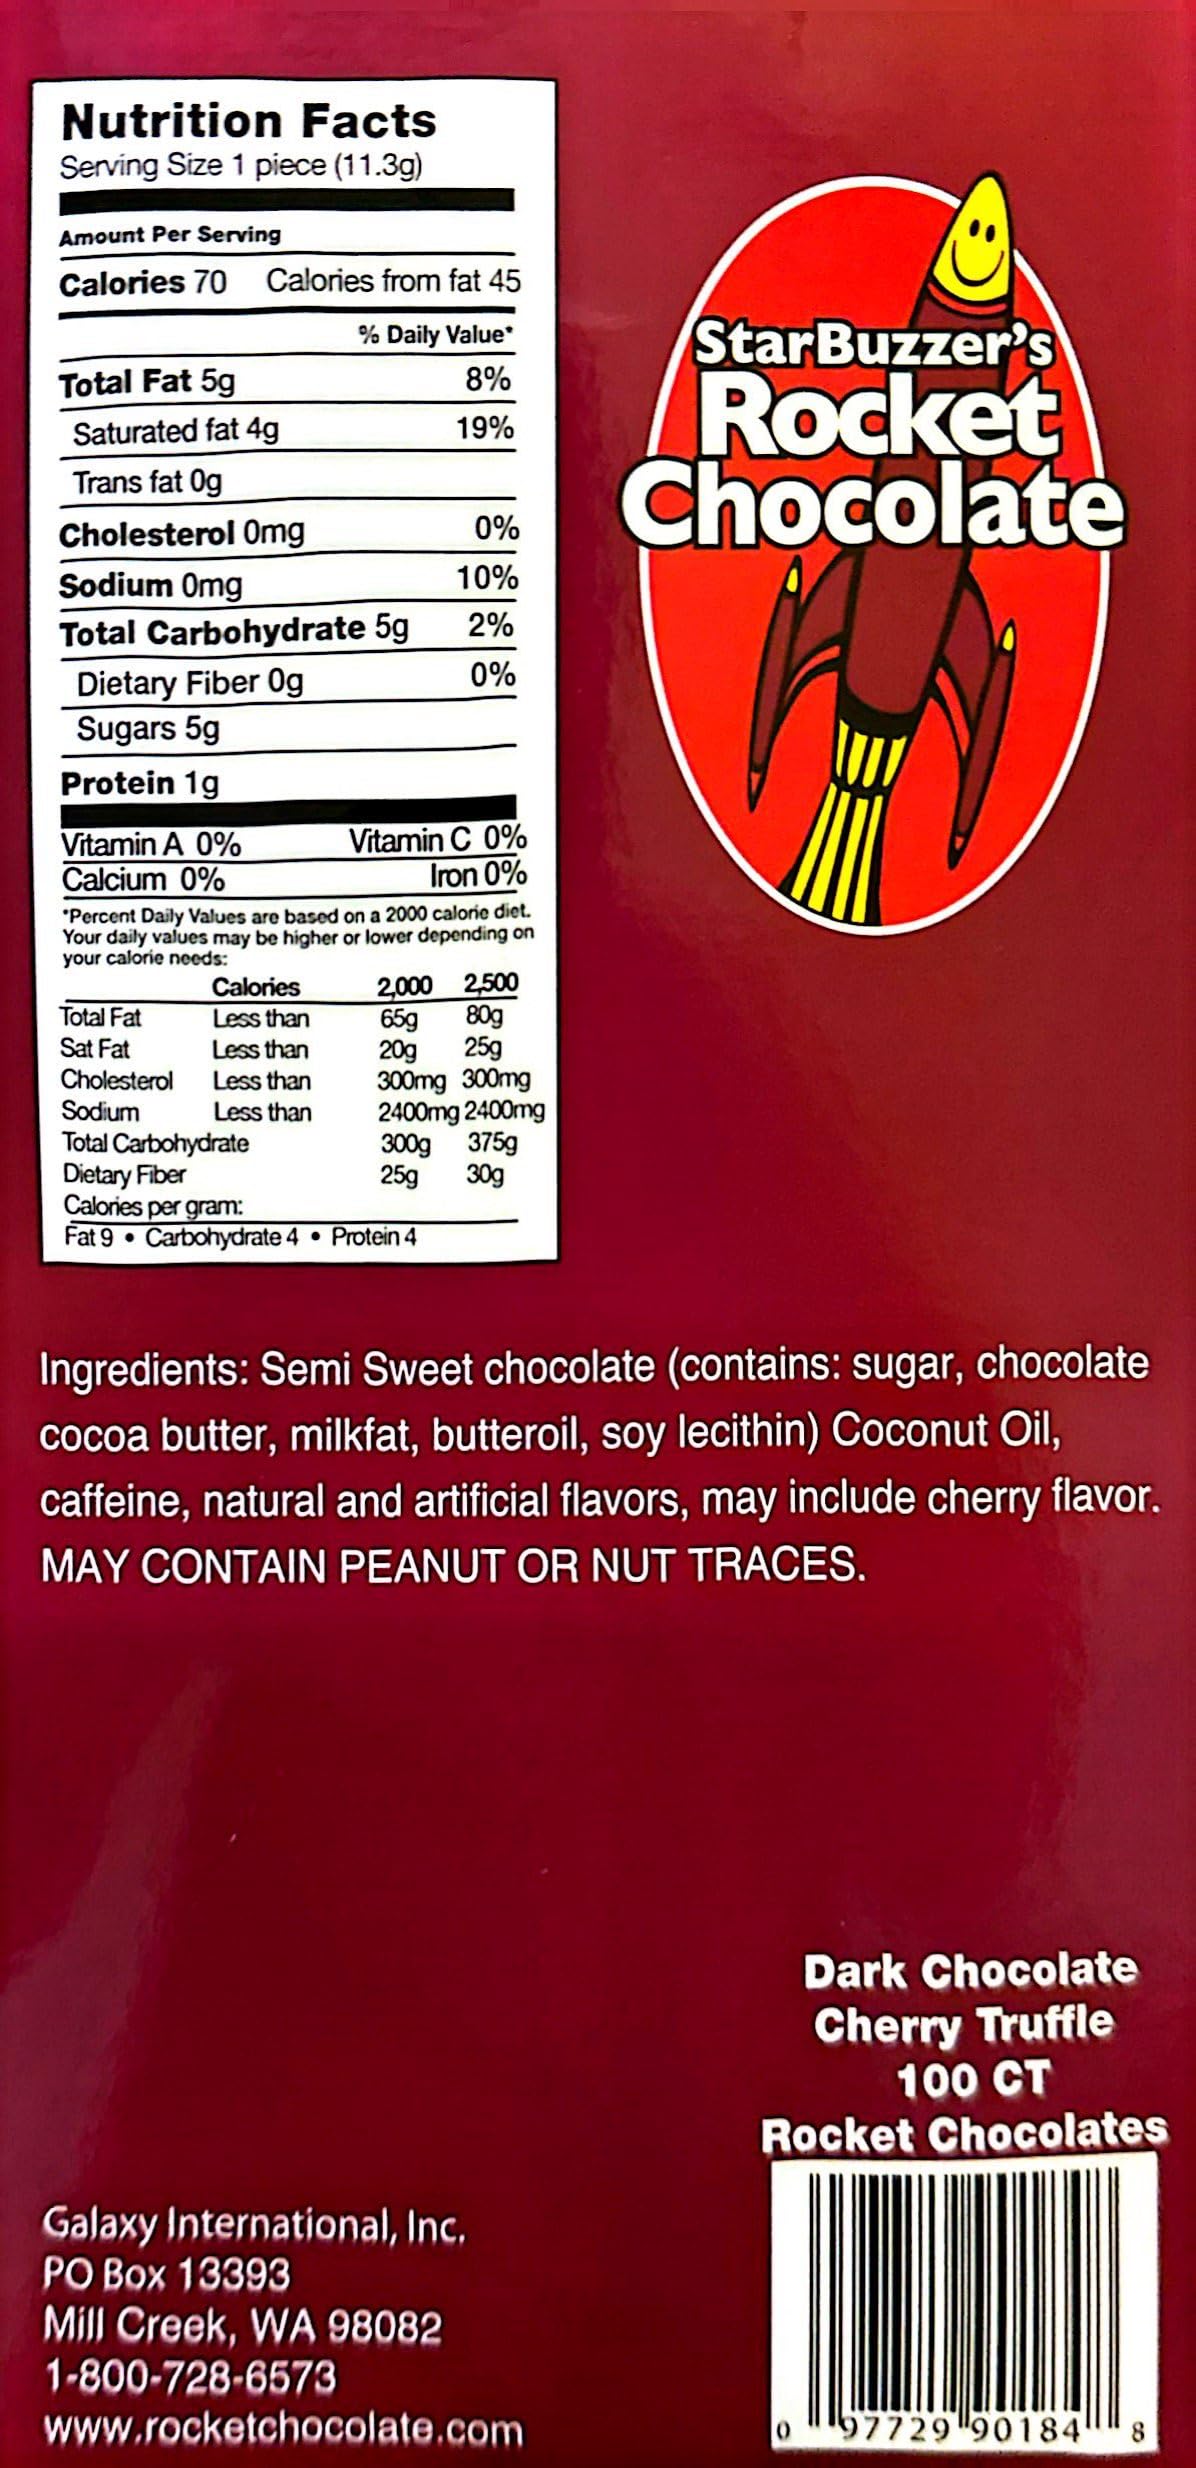 Nutrition Facts
Serving Size 1 piece (11.3g)
Amount Per Serving
Calories 70 Calories from fat 45
% Daily Value*
Total Fat 5g 8%
Saturated fat 4g 19%
Trans fat 0g
Cholesterol 0mg 0%
Sodium 0mg 10%
Total Carbohydrate 5g 2%
Dietary Fiber 0g 0%
Sugars 5g
Protein 1g
Vitamin A 0% Vitamin C 0%
Calcium 0% Iron 0%
*Percent Daily Values are based on a 2000 calorie diet.
Your daily values may be higher or lower depending on
your calorie needs:
Calories 2,000 2,500
Total Fat Less than 65g 80g
Sat Fat Less than 20g 25g
Cholesterol Less than 300mg 300mg
Sodium Less than 2400mg 2400mg
Total Carbohydrate 300g 375g
Dietary Fiber 25g 30g
Calories per gram:
Fat 9 • Carbohydrate 4 • Protein 4
StarBuzzer's
Rocket
Chocolate
Ingredients: Semi Sweet chocolate (contains: sugar, chocolate
cocoa butter, milkfat, butteroil, soy lecithin) Coconut Oil,
caffeine, natural and artificial flavors, may include cherry flavor.
MAY CONTAIN PEANUT OR NUT TRACES.
Dark Chocolate
Cherry Truffle
100 CT
Rocket Chocolates
0 97729 90184 8
Galaxy International, Inc.
PO Box 13393
Mill Creek, WA 98082
1-800-728-6573
www.rocketchocolate.com